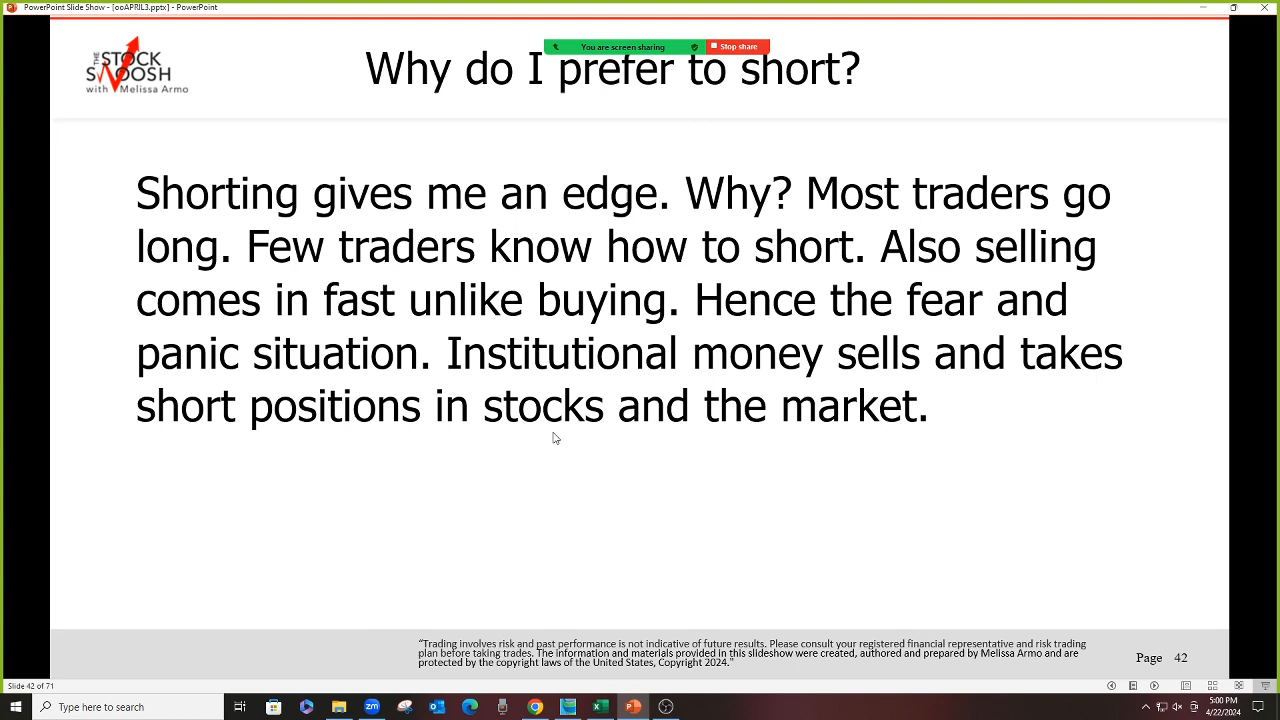 PowerPoint Slide Show - [ooAPRIL3.pptx] - PowerPoint
You are screen sharing
Stop share
THE STOCK
SWOOSH
with Melissa Armo
Why do I prefer to short?
Shorting gives me an edge. Why? Most traders go
long. Few traders know how to short. Also selling
comes in fast unlike buying. Hence the fear and
panic situation. Institutional money sells and takes
short positions in stocks and the market.
"Trading involves risk and past performance is not indicative of future results. Please consult your registered financial representative and risk trading
plan before taking trades. The information and materials provided in this slideshow were created, authored and prepared by Melissa Armo and are
protected by the copyright laws of the United States, Copyright 2024."
Page 42
Slide 42 of 71
Type here to search
5:00 PM
4/22/2024